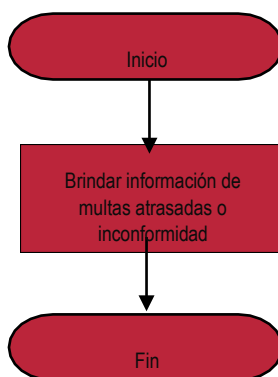 Inicio
Brindar información de
multas atrasadas o
inconformidad
Fin